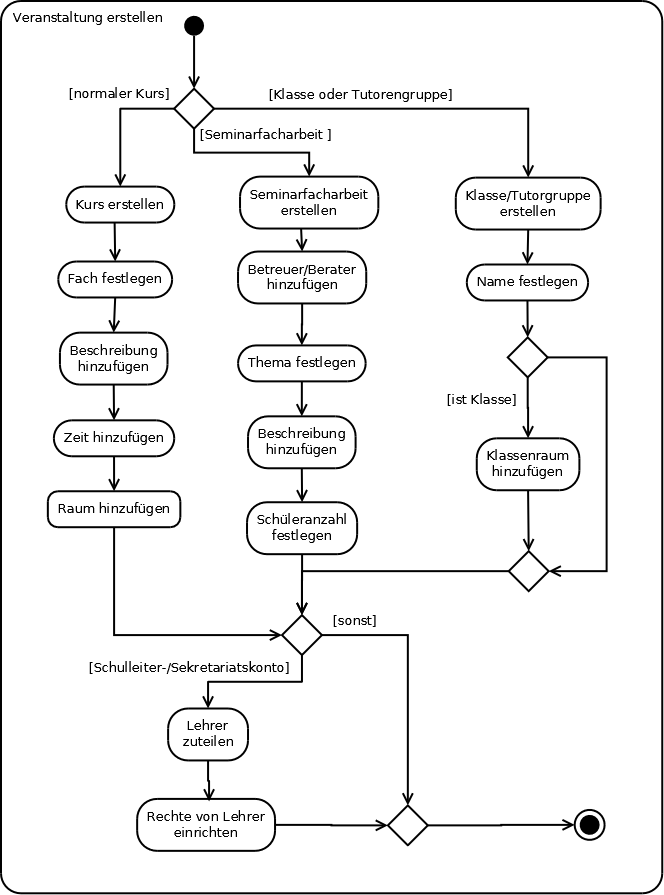 Veranstaltung erstellen
[normaler Kurs]
[Klasse oder Tutorengruppe]
[Seminarfacharbeit ]
Kurs erstellen
Fach festlegen
Beschreibung
hinzufügen
Zeit hinzufügen
Raum hinzufügen
Seminarfacharbeit
erstellen
Betreuer/Berater
hinzufügen
Thema festlegen
Beschreibung
hinzufügen
Schüleranzahl
festlegen
Klasse/Tutorgruppe
erstellen
Name festlegen
[ist Klasse]
Klassenraum
hinzufügen
[sonst]
[Schulleiter-/Sekretariatskonto]
Lehrer
zuteilen
Rechte von Lehrer
einrichten